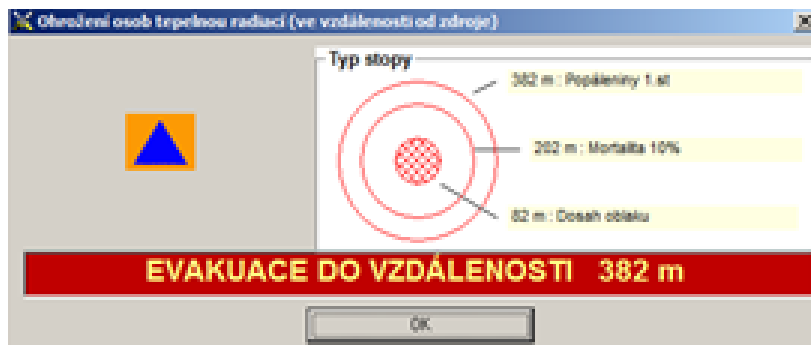 Ohrožení osob tepelnou radiací (ve vzdálenosti od zdroje)
Typ stopy
382 m : Popáleniny 1.st
202 m : Mortalita 10%
82 m : Dosah oblaku
EVAKUACE DO VZDÁLENOSTI 382 m
OK